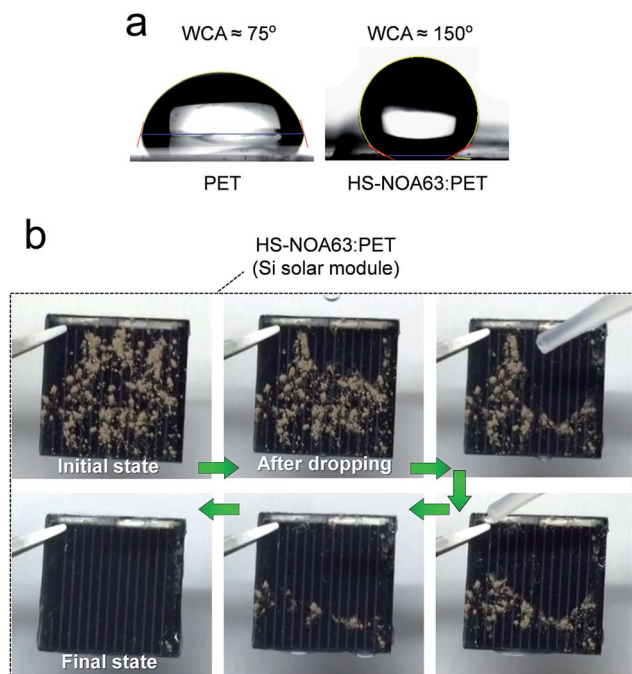 a
WCA ≈ 75º
WCA ≈ 150º
PET
HS-NOA63:PET
b
HS-NOA63:PET
(Si solar module)
Initial state
After dropping
Final state